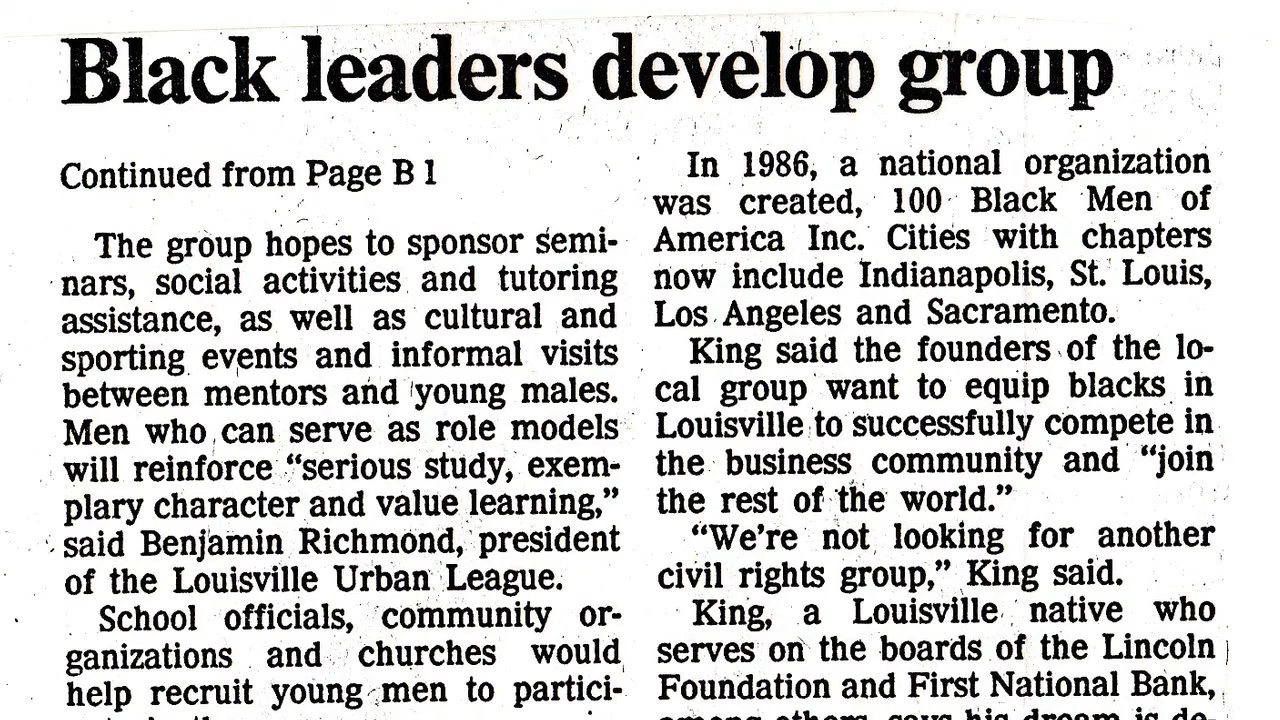 Black leaders develop group
Continued from Page B 1
The group hopes to sponsor semi-
nars, social activities and tutoring
assistance, as well as cultural and
sporting events and informal visits
between mentors and young males.
Men who can serve as role models
will reinforce “serious study, exem-
plary character and value learning,”
said Benjamin Richmond, president
of the Louisville Urban League.
School officials, community or-
ganizations and churches would
help recruit young men to partici-
In 1986, a national organization
was created, 100 Black Men of
America Inc. Cities with chapters
now include Indianapolis, St. Louis,
Los Angeles and Sacramento.
King said the founders of the lo-
cal group want to equip blacks in
Louisville to successfully compete in
the business community and “join
the rest of the world.”
“We’re not looking for another
civil rights group,” King said.
King, a Louisville native who
serves on the boards of the Lincoln
Foundation and First National Bank,
among others, says his dream is de-